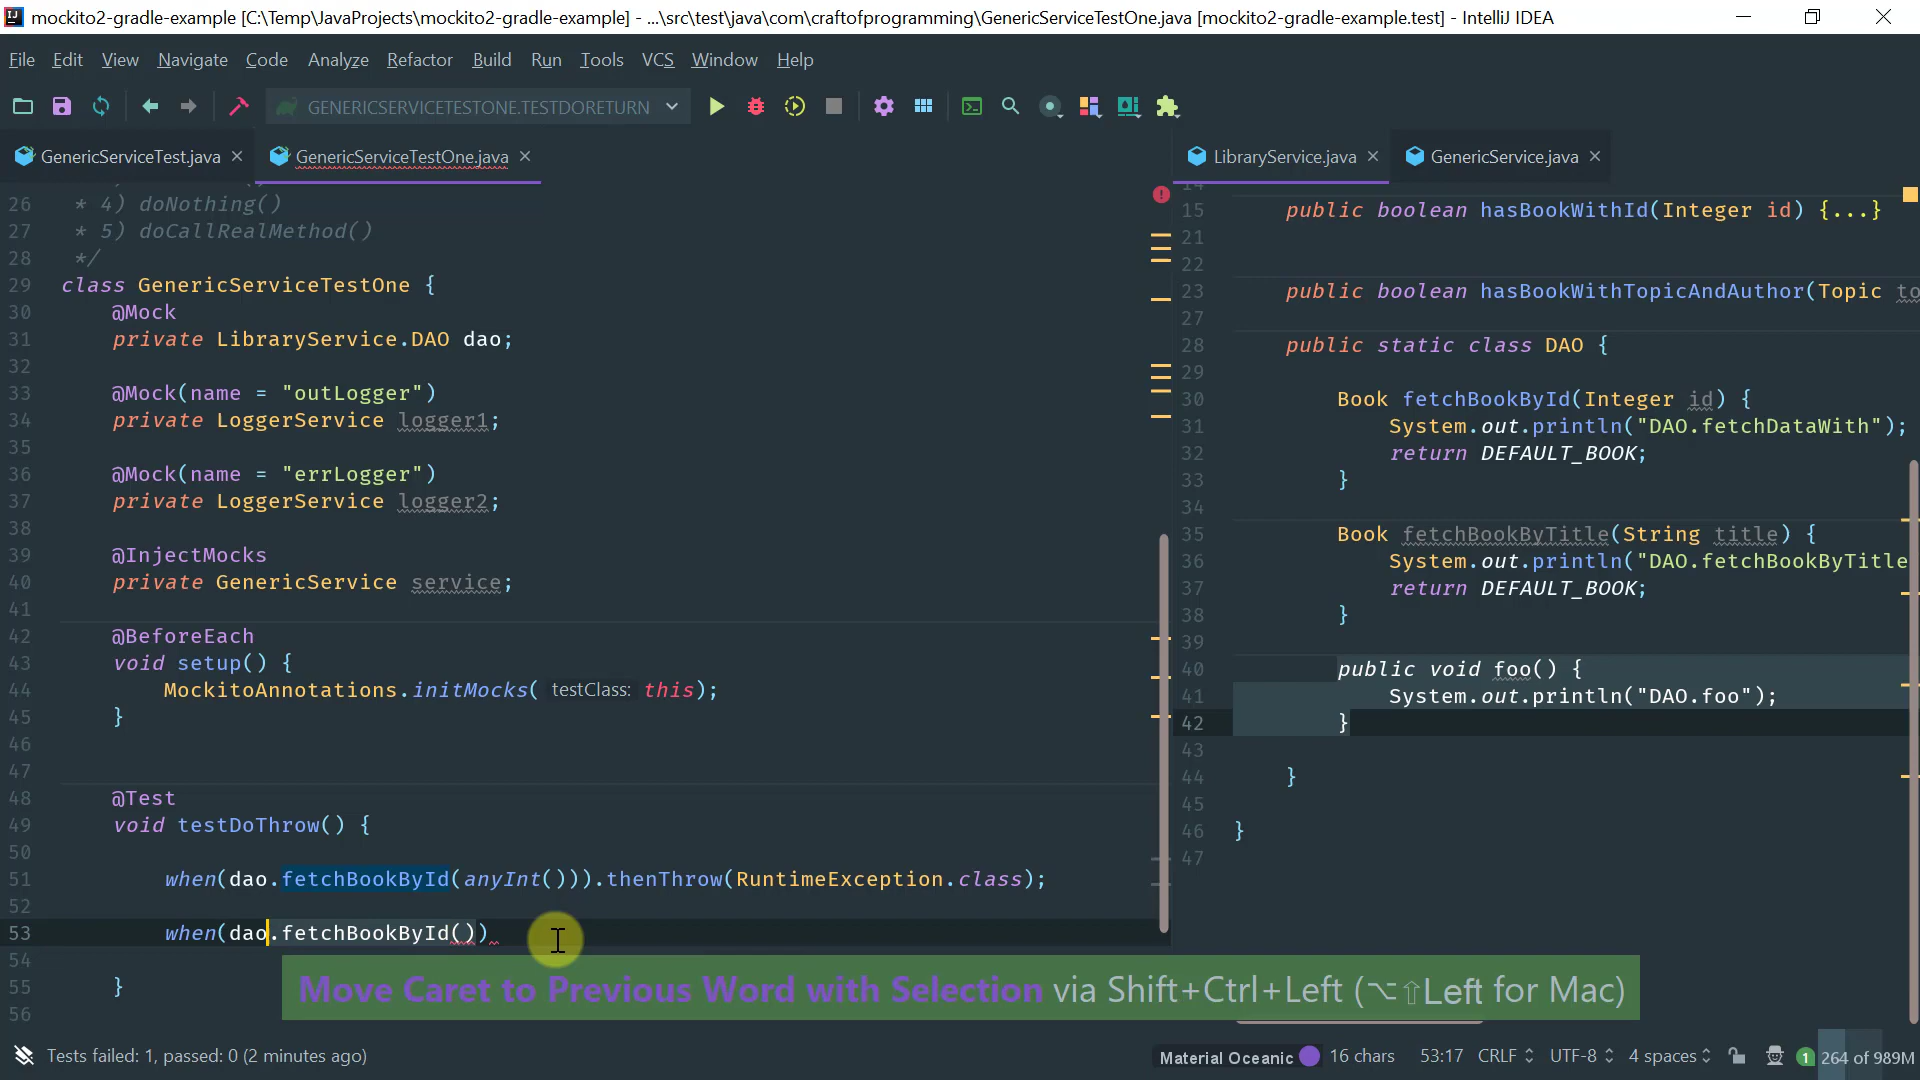 mockito2-gradle-example [C:\Temp\JavaProjects\mockito2-gradle-example] - ...\src\test\java\com\craftofprogramming\GenericServiceTestOne.java [mockito2-gradle-example.test] - IntelliJ IDEA
File Edit View Navigate Code Analyze Refactor Build Run Tools VCS Window Help
GENERICSERVICETESTONE.TESTDORETURN
GenericServiceTest.java
GenericServiceTestOne.java
26 * 4) doNothing()
27 * 5) doCallRealMethod()
28 */
29 class GenericServiceTestOne {
30 @Mock
31 private LibraryService.DAO dao;
32
33 @Mock(name = "outLogger")
34 private LoggerService logger1;
35
36 @Mock(name = "errLogger")
37 private LoggerService logger2;
38
39 @InjectMocks
40 private GenericService service;
41
42 @BeforeEach
43 void setup() {
44 MockitoAnnotations.initMocks( testClass: this);
45 }
46
47
48 @Test
49 void testDoThrow() {
50
51 when(dao.fetchBookById(anyInt())).thenThrow(RuntimeException.class);
52
53 when(dao.fetchBookById())
54
55 }
56
LibraryService.java
GenericService.java
14
15 public boolean hasBookWithId(Integer id) {...}
21
22
23 public boolean hasBookWithTopicAndAuthor(Topic to
27
28 public static class DAO {
29
30 Book fetchBookById(Integer id) {
31 System.out.println("DAO.fetchDataWith");
32 return DEFAULT_BOOK;
33 }
34
35 Book fetchBookByTitle(String title) {
36 System.out.println("DAO.fetchBookByTitle
37 return DEFAULT_BOOK;
38 }
39
40 public void foo() {
41 System.out.println("DAO.foo");
42 }
43
44 }
45
46 }
47
Move Caret to Previous Word with Selection via Shift+Ctrl+Left (⌥⇧Left for Mac)
Tests failed: 1, passed: 0 (2 minutes ago)
Material Oceanic 16 chars 53:17 CRLF UTF-8 4 spaces 1 264 of 989M